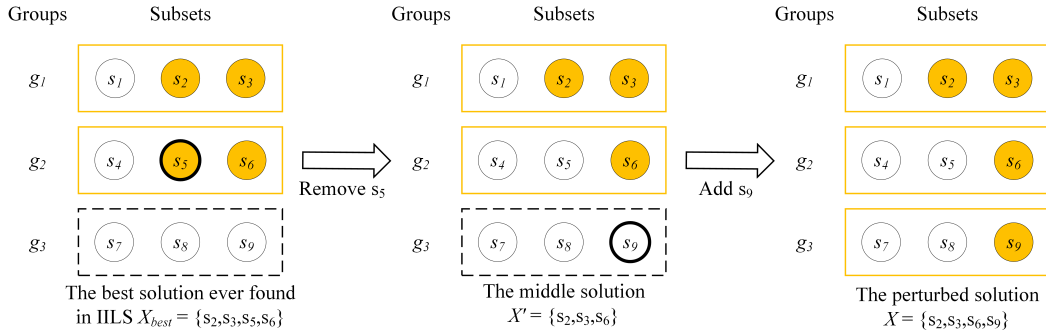 Groups Subsets Groups Subsets Groups Subsets
g1 s1 s2 s3 g1 s1 s2 s3 g1 s1 s2 s3
g2 s4 s5 s6 g2 s4 s5 s6 g2 s4 s5 s6
Remove s5 Add s9
g3 s7 s8 s9 g3 s7 s8 s9 g3 s7 s8 s9
The best solution ever found
in IILS Xbest = {s2,s3,s5,s6}
The middle solution
X' = {s2,s3,s6}
The perturbed solution
X = {s2,s3,s6,s9}